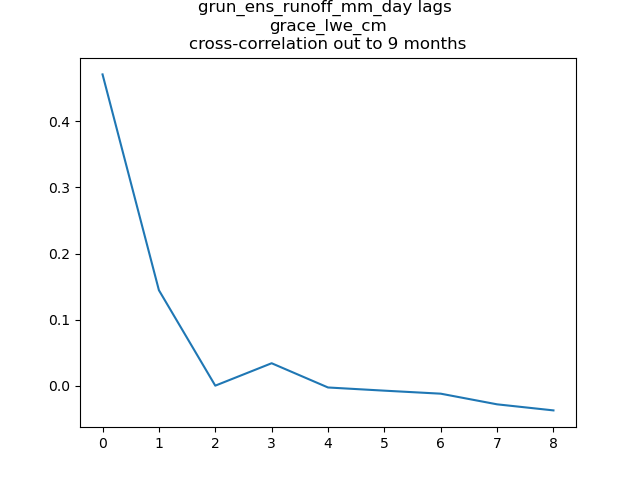 grun_ens_runoff_mm_day lags
grace_lwe_cm
cross-correlation out to 9 months
0.4
0.3
0.2
0.1
0.0
0 1 2 3 4 5 6 7 8